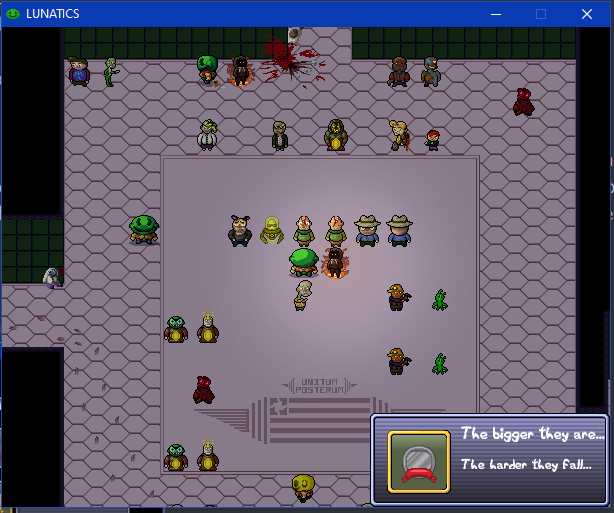 LUNATICS
UNITUM
POSTERUM
The bigger they are...
The harder they fall...